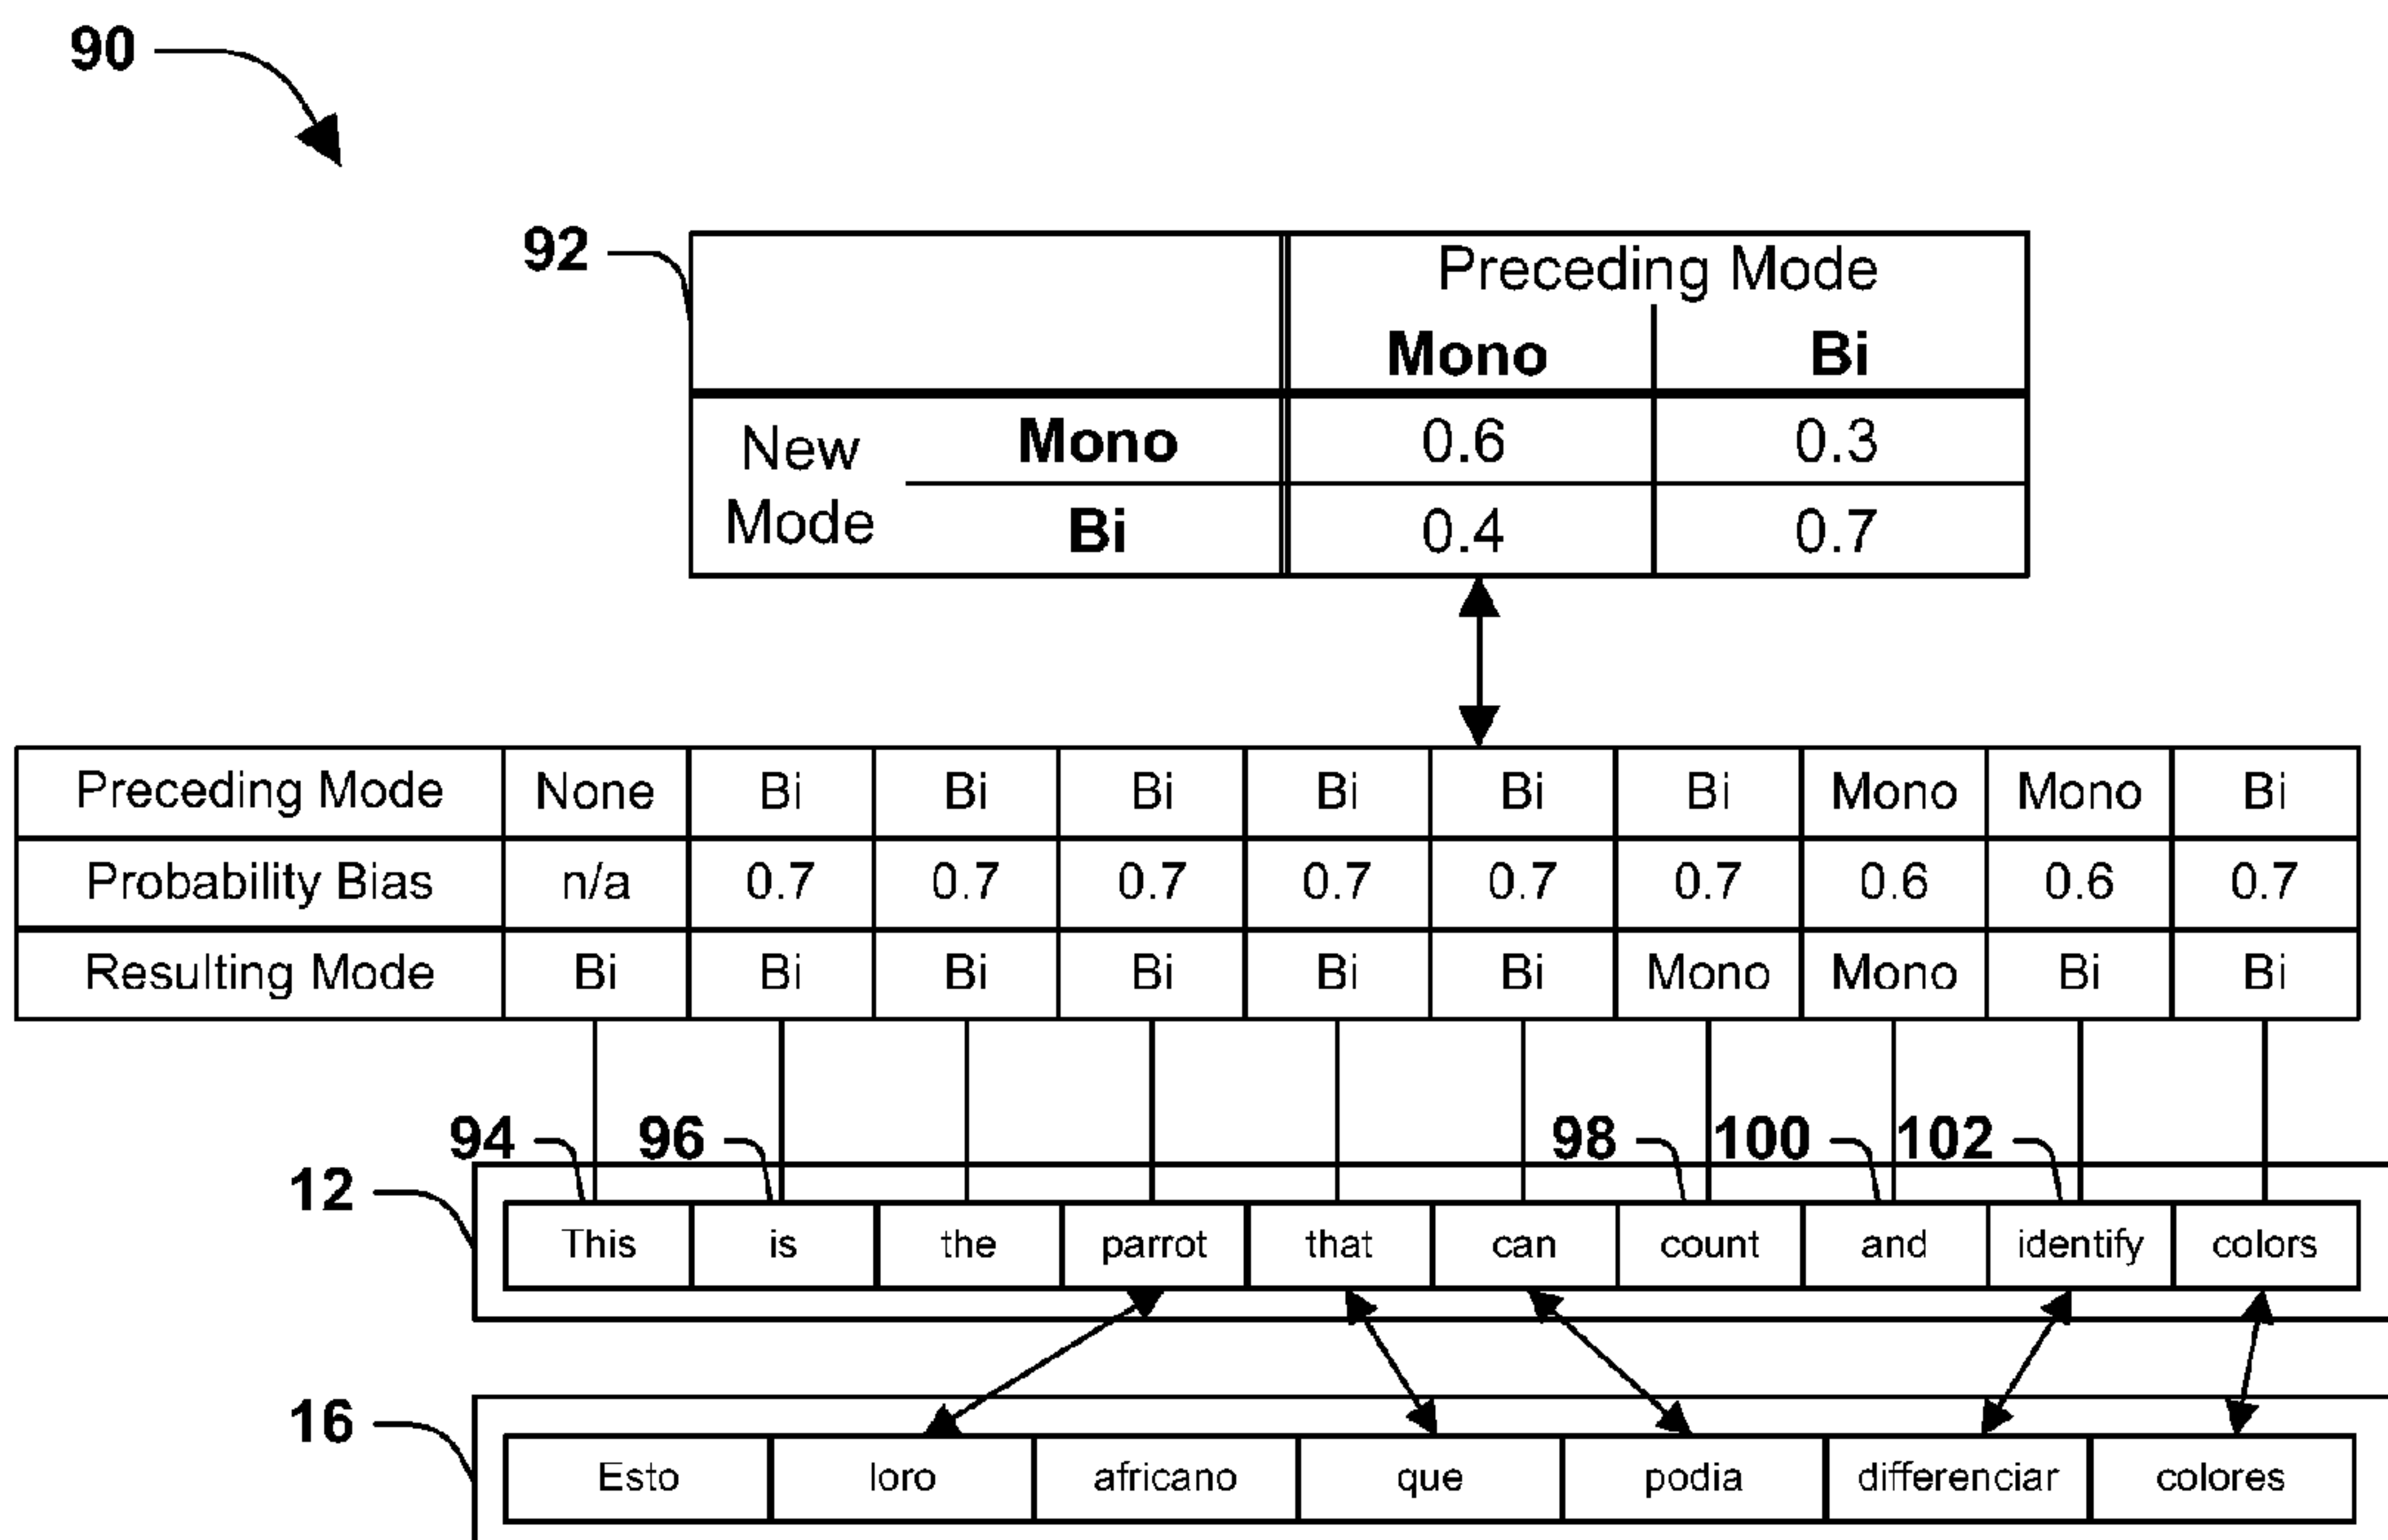 90
92
Preceding Mode
Mono Bi
New Mode Mono 0.6 0.3
Bi 0.4 0.7
Preceding Mode None Bi Bi Bi Bi Bi Bi Mono Mono Bi
Probability Bias n/a 0.7 0.7 0.7 0.7 0.7 0.7 0.6 0.6 0.7
Resulting Mode Bi Bi Bi Bi Bi Bi Mono Mono Bi Bi
94 96 98 100 102
12
This is the parrot that can count and identify colors
16
Esto loro africano que podia differenciar colores